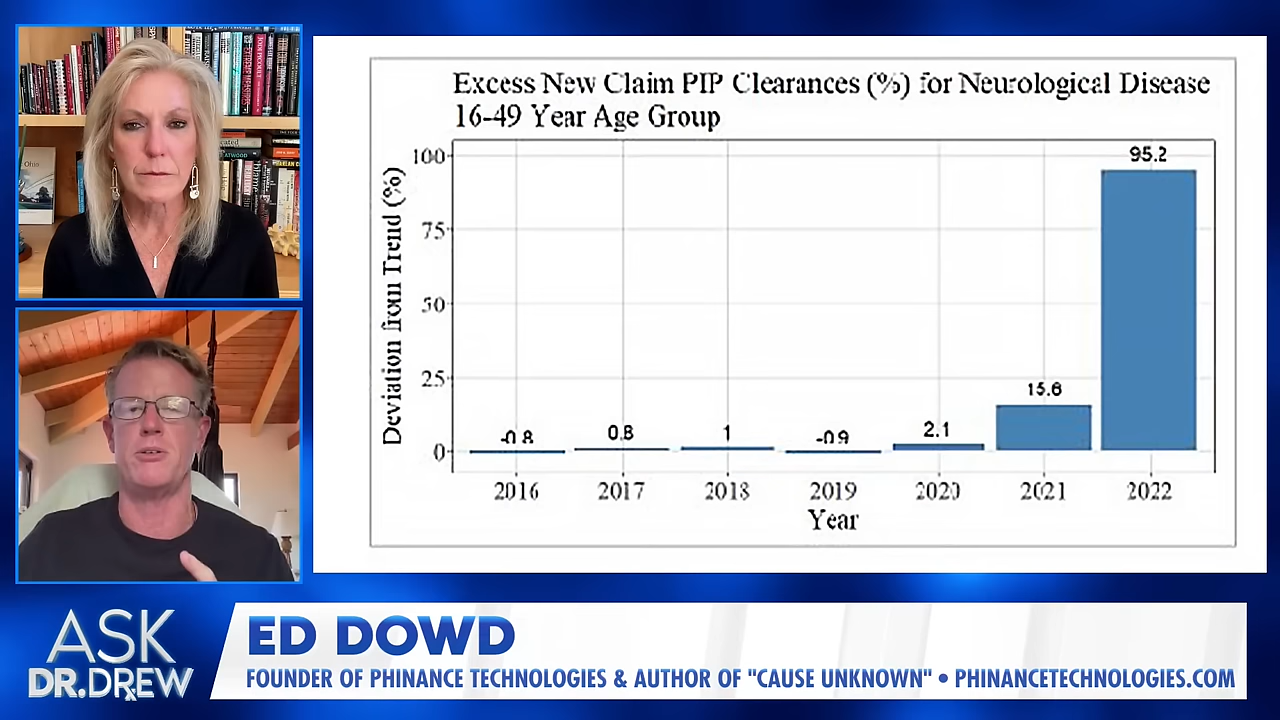 Excess New Claim PIP Clearances (%) for Neurological Disease
16-49 Year Age Group
Deviation from Trend (%)
100
75
50
25
0
-0.8
0.8
1
-0.9
2.1
15.6
95.2
2016
2017
2018
2019
2020
2021
2022
Year
ATWOOD
ASK
DR.DREW
ED DOWD
FOUNDER OF PHINANCE TECHNOLOGIES & AUTHOR OF "CAUSE UNKNOWN" • PHINANCETECHNOLOGIES.COM